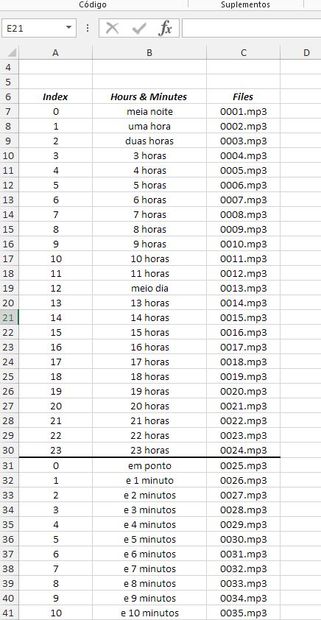 Código Suplementos
E21 fx
A B C D
4
5
6 Index Hours & Minutes Files
7 0 meia noite 0001.mp3
8 1 uma hora 0002.mp3
9 2 duas horas 0003.mp3
10 3 3 horas 0004.mp3
11 4 4 horas 0005.mp3
12 5 5 horas 0006.mp3
13 6 6 horas 0007.mp3
14 7 7 horas 0008.mp3
15 8 8 horas 0009.mp3
16 9 9 horas 0010.mp3
17 10 10 horas 0011.mp3
18 11 11 horas 0012.mp3
19 12 meio dia 0013.mp3
20 13 13 horas 0014.mp3
21 14 14 horas 0015.mp3
22 15 15 horas 0016.mp3
23 16 16 horas 0017.mp3
24 17 17 horas 0018.mp3
25 18 18 horas 0019.mp3
26 19 19 horas 0020.mp3
27 20 20 horas 0021.mp3
28 21 21 horas 0022.mp3
29 22 22 horas 0023.mp3
30 23 23 horas 0024.mp3
31 0 em ponto 0025.mp3
32 1 e 1 minuto 0026.mp3
33 2 e 2 minutos 0027.mp3
34 3 e 3 minutos 0028.mp3
35 4 e 4 minutos 0029.mp3
36 5 e 5 minutos 0030.mp3
37 6 e 6 minutos 0031.mp3
38 7 e 7 minutos 0032.mp3
39 8 e 8 minutos 0033.mp3
40 9 e 9 minutos 0034.mp3
41 10 e 10 minutos 0035.mp3